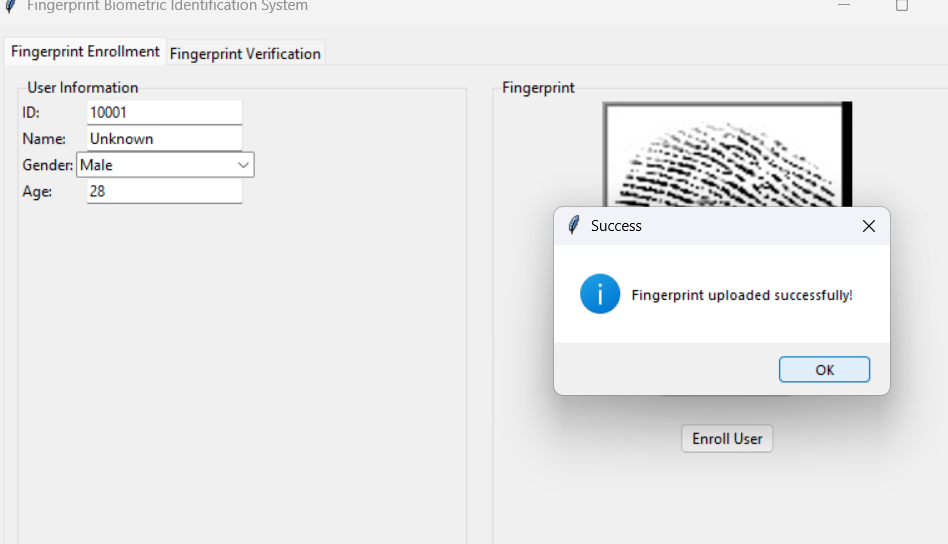 Fingerprint Biometric Identification System
Fingerprint Enrollment
Fingerprint Verification
User Information
ID: 10001
Name: Unknown
Gender: Male
Age: 28
Fingerprint
Success
Fingerprint uploaded successfully!
OK
Enroll User